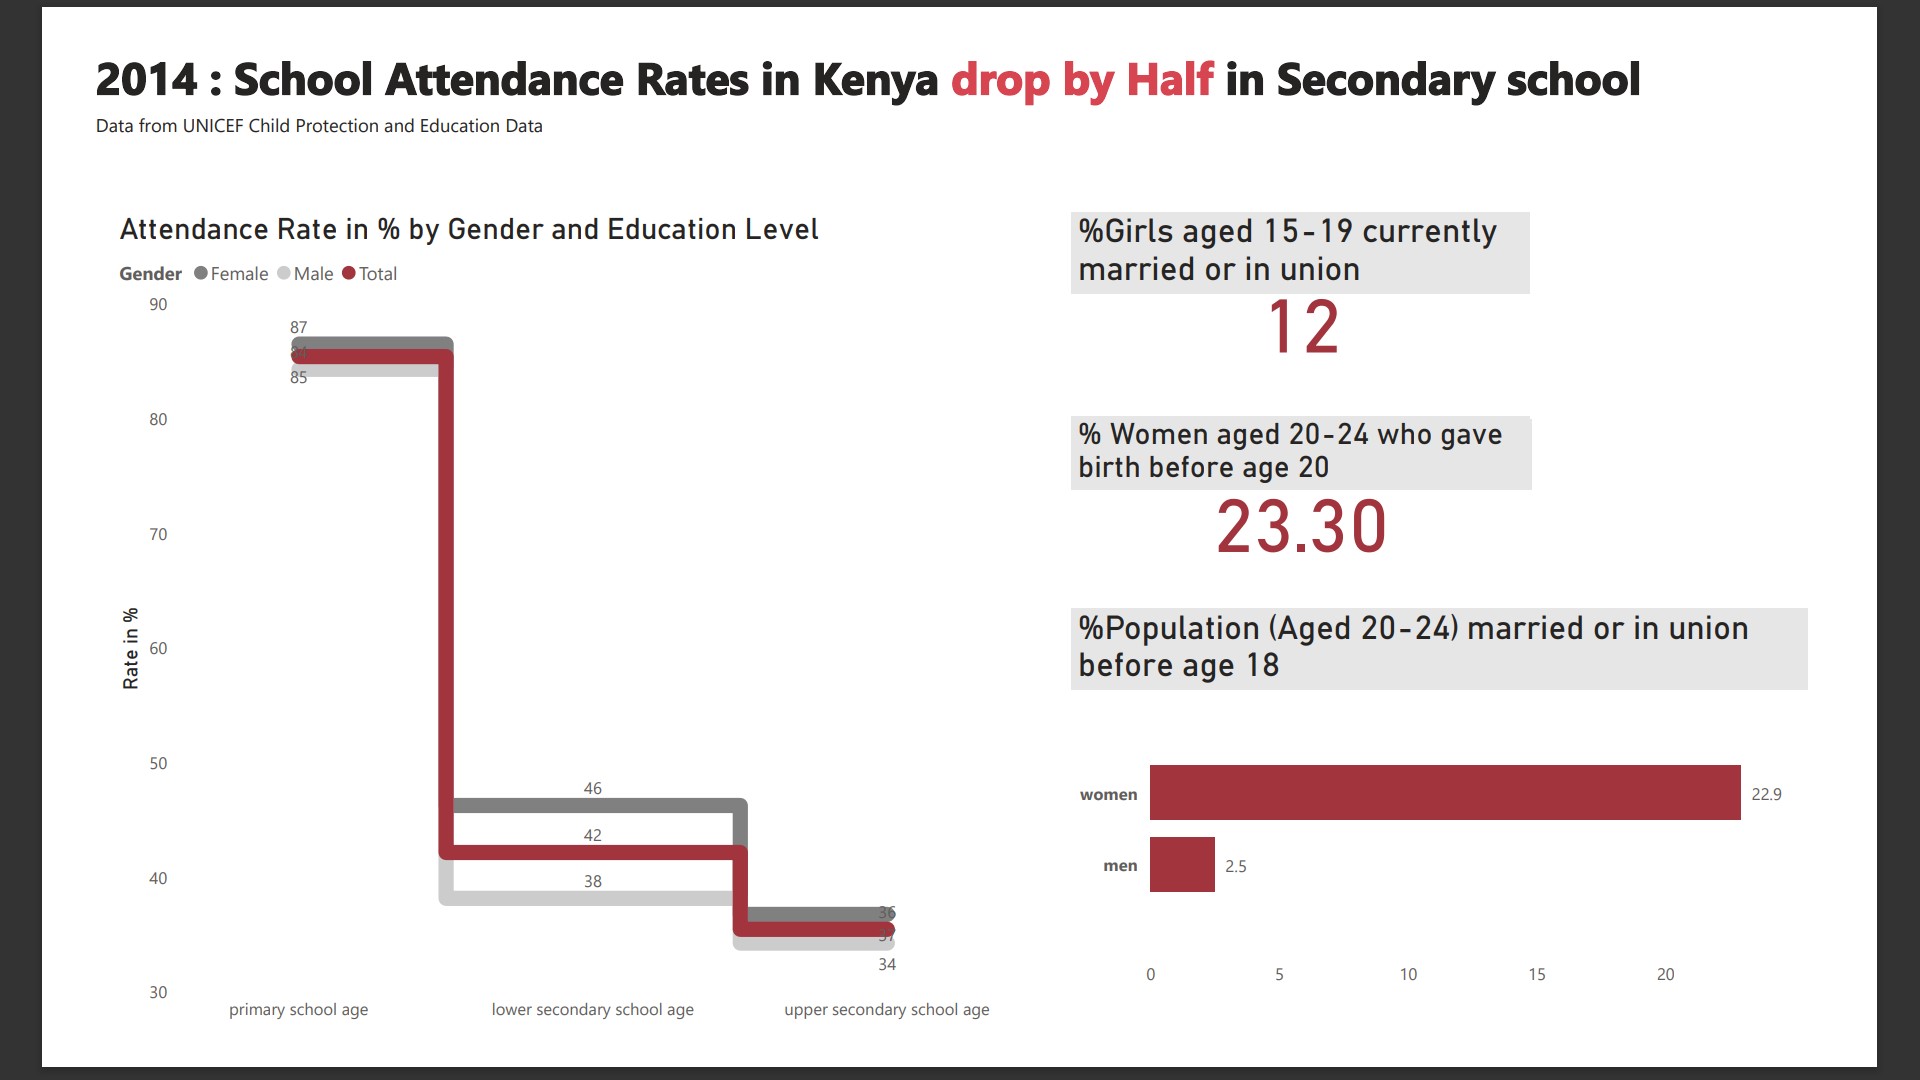 2014 : School Attendance Rates in Kenya drop by Half in Secondary school
Data from UNICEF Child Protection and Education Data
Attendance Rate in % by Gender and Education Level
Gender Female Male Total
90
80
70
60
50
40
30
Rate in %
87
84
85
46
42
38
36
37
34
primary school age
lower secondary school age
upper secondary school age
%Girls aged 15-19 currently
married or in union
12
% Women aged 20-24 who gave
birth before age 20
23.30
%Population (Aged 20-24) married or in union
before age 18
women
22.9
men
2.5
0 5 10 15 20